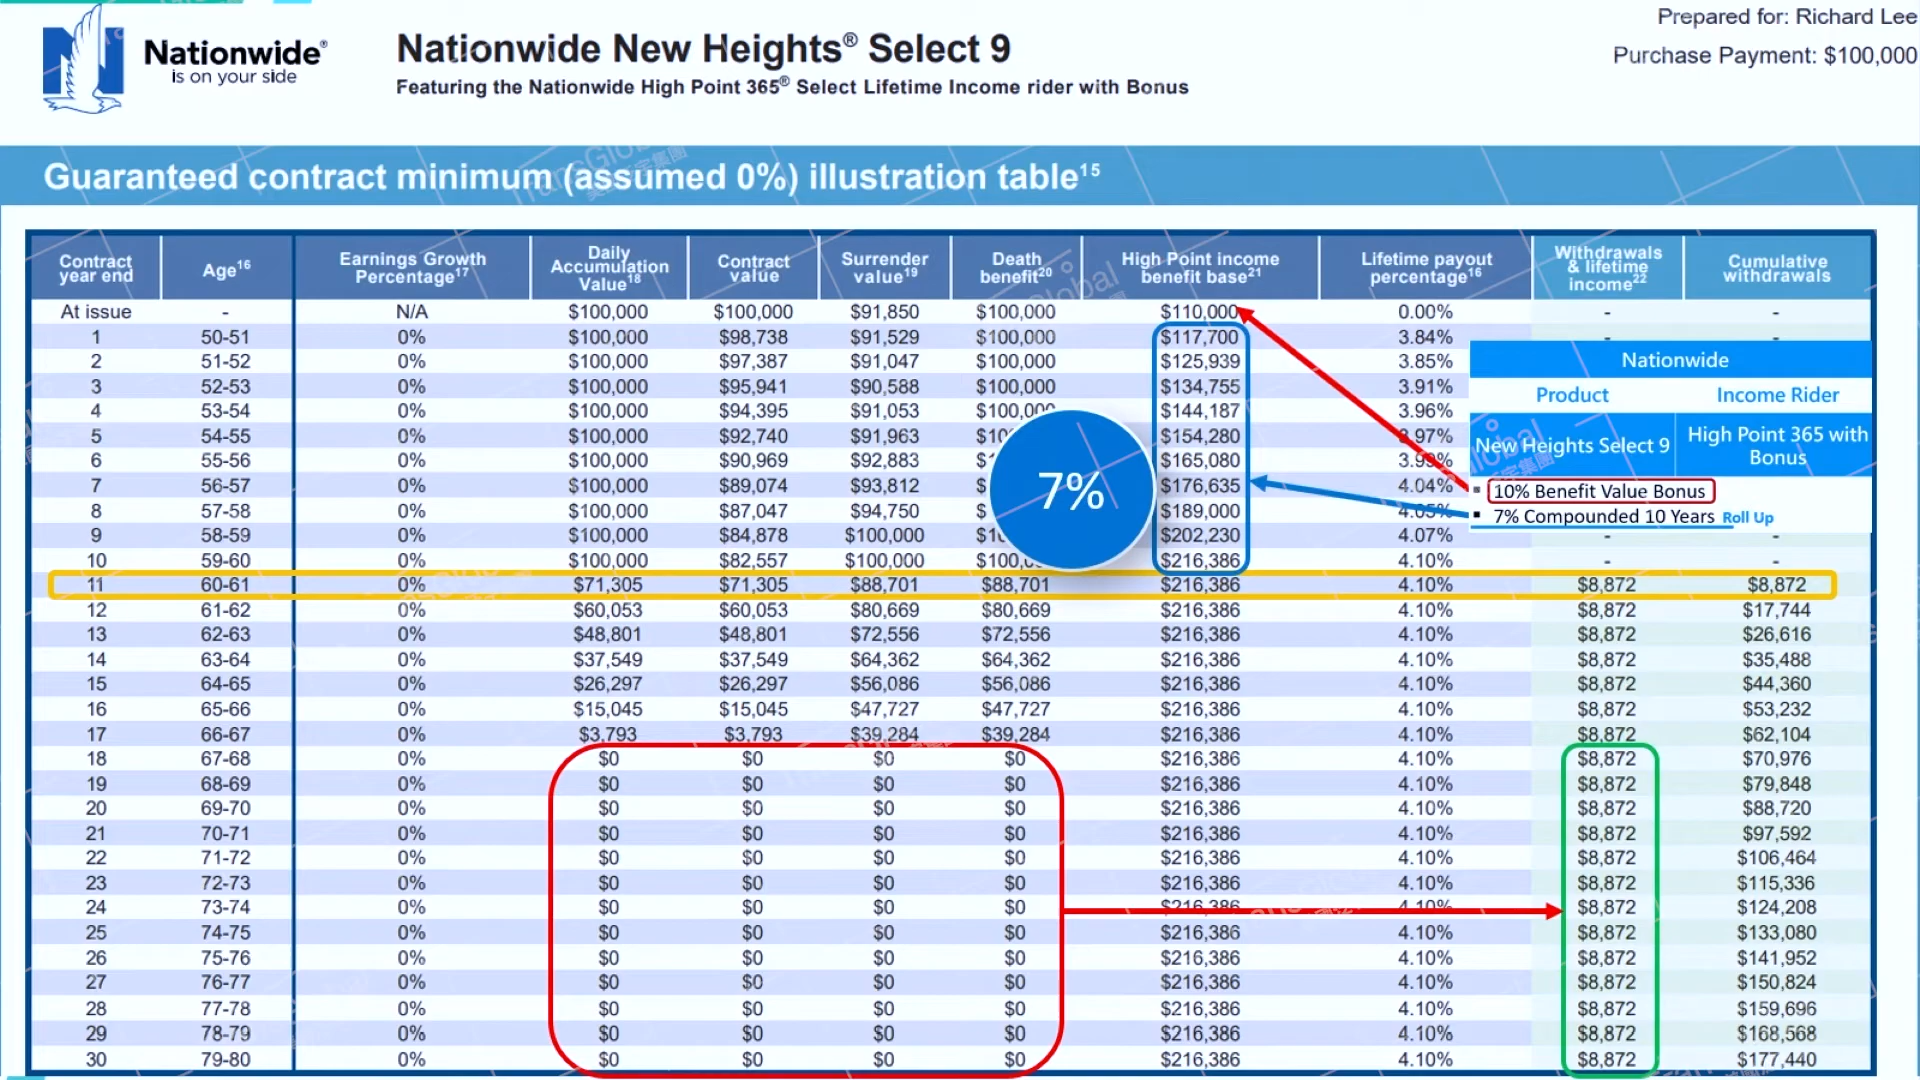 Nationwide®
is on your side
Nationwide New Heights® Select 9
Featuring the Nationwide High Point 365® Select Lifetime Income rider with Bonus
Prepared for: Richard Lee
Purchase Payment: $100,000
Guaranteed contract minimum (assumed 0%) illustration table15
Contract year end Age16 Earnings Growth Percentage17 Daily Accumulation Value18 Contract value Surrender value19 Death benefit20 High Point income benefit base21 Lifetime payout percentage16 Withdrawals & lifetime income22 Cumulative withdrawals
At issue - N/A $100,000 $100,000 $91,850 $100,000 $110,000 0.00% - -
1 50-51 0% $100,000 $98,738 $91,529 $100,000 $117,700 3.84% - -
2 51-52 0% $100,000 $97,387 $91,047 $100,000 $125,939 3.85%
3 52-53 0% $100,000 $95,941 $90,588 $100,000 $134,755 3.91%
4 53-54 0% $100,000 $94,395 $91,053 $100,000 $144,187 3.96%
5 54-55 0% $100,000 $92,740 $91,963 $154,280 3.97%
6 55-56 0% $100,000 $90,969 $92,883 $165,080 3.99%
7 56-57 0% $100,000 $89,074 $93,812 $176,635 4.04%
8 57-58 0% $100,000 $87,047 $94,750 $189,000 4.05%
9 58-59 0% $100,000 $84,878 $100,000 $202,230 4.07% - -
10 59-60 0% $100,000 $82,557 $100,000 $216,386 4.10% - -
11 60-61 0% $71,305 $71,305 $88,701 $88,701 $216,386 4.10% $8,872 $8,872
12 61-62 0% $60,053 $60,053 $80,669 $80,669 $216,386 4.10% $8,872 $17,744
13 62-63 0% $48,801 $48,801 $72,556 $72,556 $216,386 4.10% $8,872 $26,616
14 63-64 0% $37,549 $37,549 $64,362 $64,362 $216,386 4.10% $8,872 $35,488
15 64-65 0% $26,297 $26,297 $56,086 $56,086 $216,386 4.10% $8,872 $44,360
16 65-66 0% $15,045 $15,045 $47,727 $47,727 $216,386 4.10% $8,872 $53,232
17 66-67 0% $3,793 $3,793 $39,284 $39,284 $216,386 4.10% $8,872 $62,104
18 67-68 0% $0 $0 $0 $0 $216,386 4.10% $8,872 $70,976
19 68-69 0% $0 $0 $0 $0 $216,386 4.10% $8,872 $79,848
20 69-70 0% $0 $0 $0 $0 $216,386 4.10% $8,872 $88,720
21 70-71 0% $0 $0 $0 $0 $216,386 4.10% $8,872 $97,592
22 71-72 0% $0 $0 $0 $0 $216,386 4.10% $8,872 $106,464
23 72-73 0% $0 $0 $0 $0 $216,386 4.10% $8,872 $115,336
24 73-74 0% $0 $0 $0 $0 $216,386 4.10% $8,872 $124,208
25 74-75 0% $0 $0 $0 $0 $216,386 4.10% $8,872 $133,080
26 75-76 0% $0 $0 $0 $0 $216,386 4.10% $8,872 $141,952
27 76-77 0% $0 $0 $0 $0 $216,386 4.10% $8,872 $150,824
28 77-78 0% $0 $0 $0 $0 $216,386 4.10% $8,872 $159,696
29 78-79 0% $0 $0 $0 $0 $216,386 4.10% $8,872 $168,568
30 79-80 0% $0 $0 $0 $0 $216,386 4.10% $8,872 $177,440
7%
Nationwide
Product Income Rider
New Heights Select 9 High Point 365 with Bonus
▪ 10% Benefit Value Bonus
▪ 7% Compounded 10 Years Roll Up